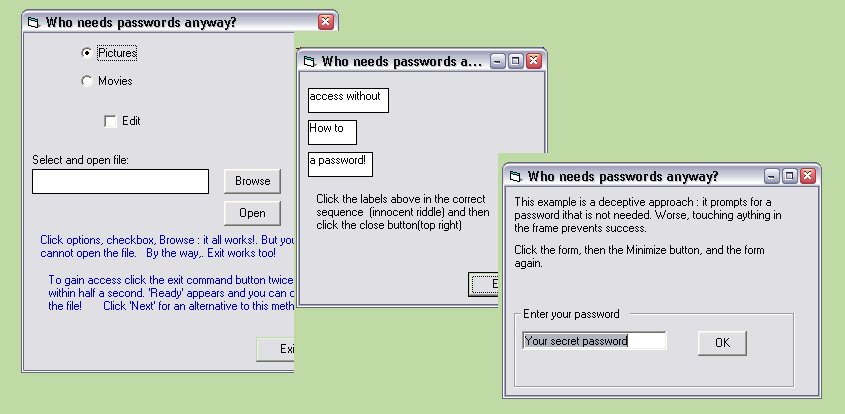 Who needs passwords anyway?
Pictures
Movies
Edit
Select and open file:
Browse
Open
Click options, checkbox, Browse : it all works!. But you
cannot open the file. By the way,. Exit works too!
To gain access click the exit command button twice
within half a second. 'Ready' appears and you can
the file! Click 'Next' for an alternative to this
Who needs passwords a...
access without
How to
a password!
Click the labels above in the correct
sequence (innocent riddle) and then
click the close button(top right)
Who needs passwords anyway?
This example is a deceptive approach : it prompts for a
password ithat is not needed. Worse, touching aything in
the frame prevents success.
Click the form, then the Minimize button, and the form
again.
Enter your password
Your secret password
OK